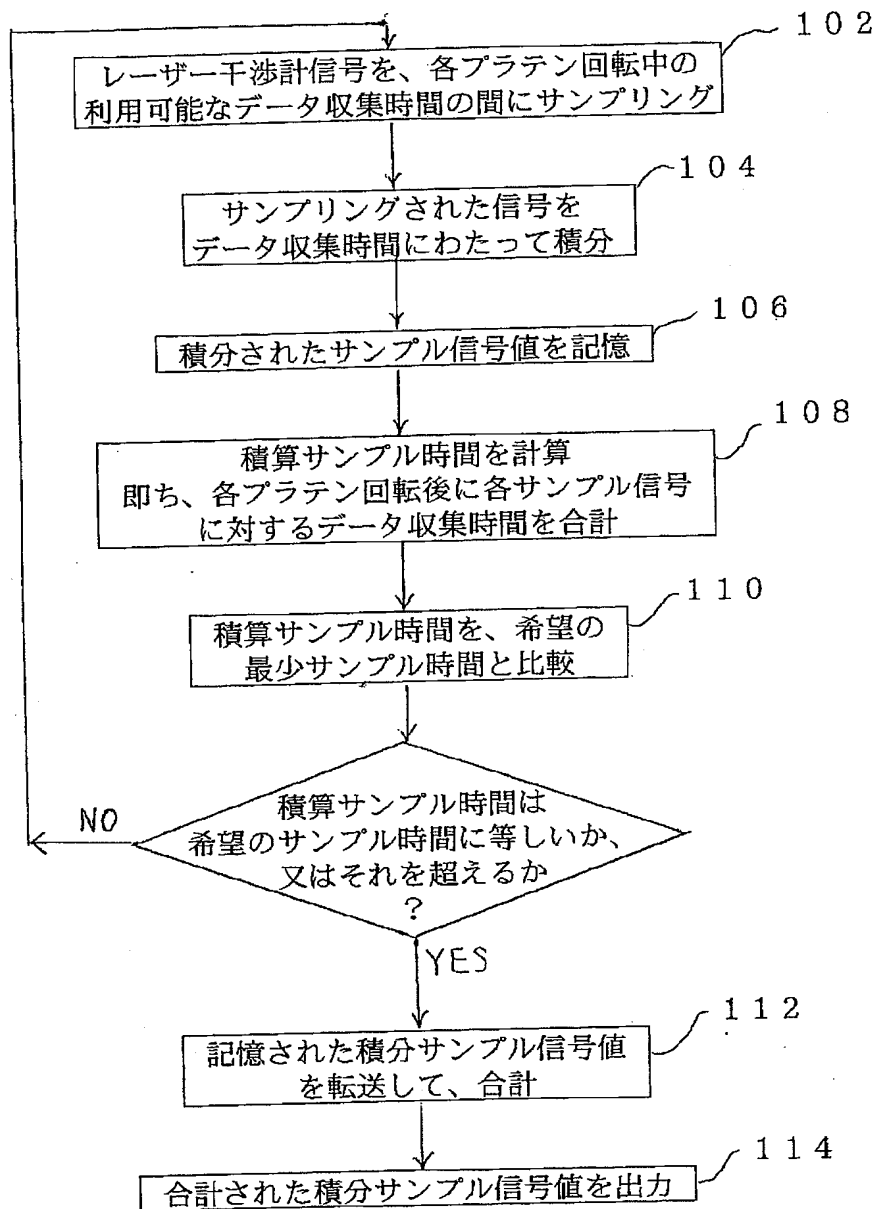 102
レーザー干渉計信号を、各プラテン回転中の
利用可能なデータ収集時間の間にサンプリング
104
サンプリングされた信号を
データ収集時間にわたって積分
106
積分されたサンプル信号値を記憶
108
積算サンプル時間を計算
即ち、各プラテン回転後に各サンプル信号
に対するデータ収集時間を合計
110
積算サンプル時間を、希望の
最少サンプル時間と比較
積算サンプル時間は
希望のサンプル時間に等しいか、
又はそれを超えるか
?
NO
YES
112
記憶された積分サンプル信号値
を転送して、合計
114
合計された積分サンプル信号値を出力